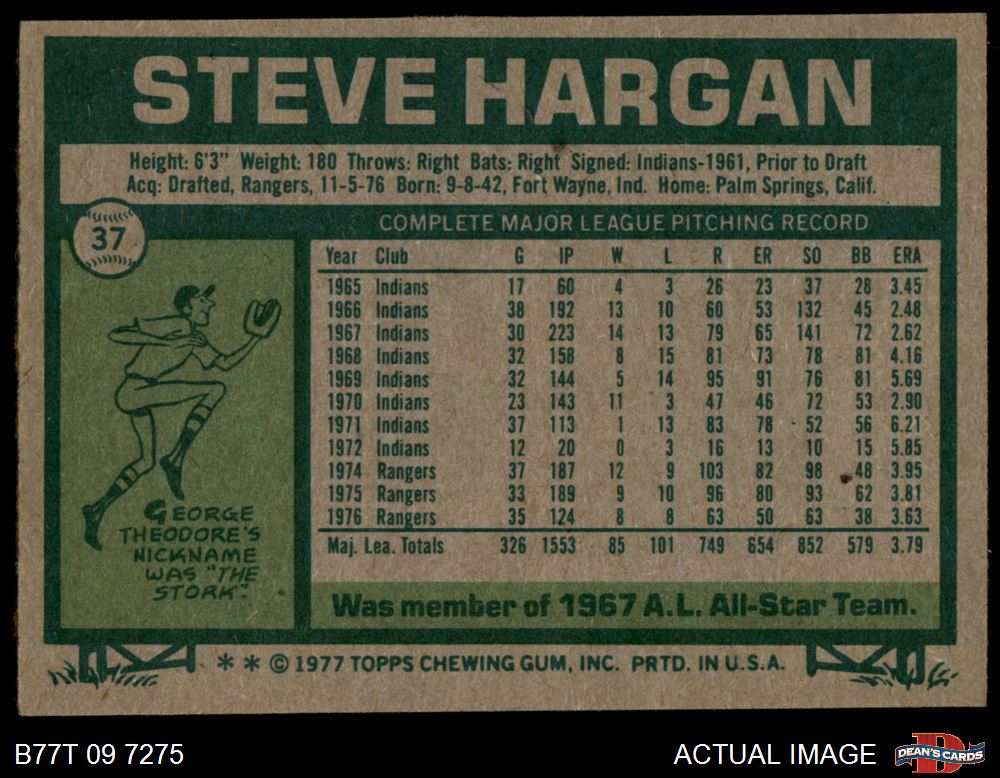 STEVE HARGAN
Height: 6'3" Weight: 180 Throws: Right Bats: Right Signed: Indians-1961, Prior to Draft
Acq: Drafted, Rangers, 11-5-76 Born: 9-8-42, Fort Wayne, Ind. Home: Palm Springs, Calif.
37
COMPLETE MAJOR LEAGUE PITCHING RECORD
Year Club G IP W L R ER SO BB ERA
1965 Indians 17 60 4 3 26 23 37 28 3.45
1966 Indians 38 192 13 10 60 53 132 45 2.48
1967 Indians 30 223 14 13 79 65 141 72 2.62
1968 Indians 32 158 8 15 81 73 78 81 4.16
1969 Indians 32 144 5 14 95 91 76 81 5.69
1970 Indians 23 143 11 3 47 46 72 53 2.90
1971 Indians 37 113 1 13 83 78 52 56 6.21
1972 Indians 12 20 0 3 16 13 10 15 5.85
1974 Rangers 37 187 12 9 103 82 98 48 3.95
1975 Rangers 33 189 9 10 96 80 93 62 3.81
1976 Rangers 35 124 8 8 63 50 63 38 3.63
Maj. Lea. Totals 326 1553 85 101 749 654 852 579 3.79
GEORGE
THEODORE'S
NICKNAME
WAS "THE
STORK".
Was member of 1967 A.L. All-Star Team.
* * © 1977 TOPPS CHEWING GUM, INC. PRTD. IN U.S.A.
B77T 09 7275
ACTUAL IMAGE
DEAN'S CARDS